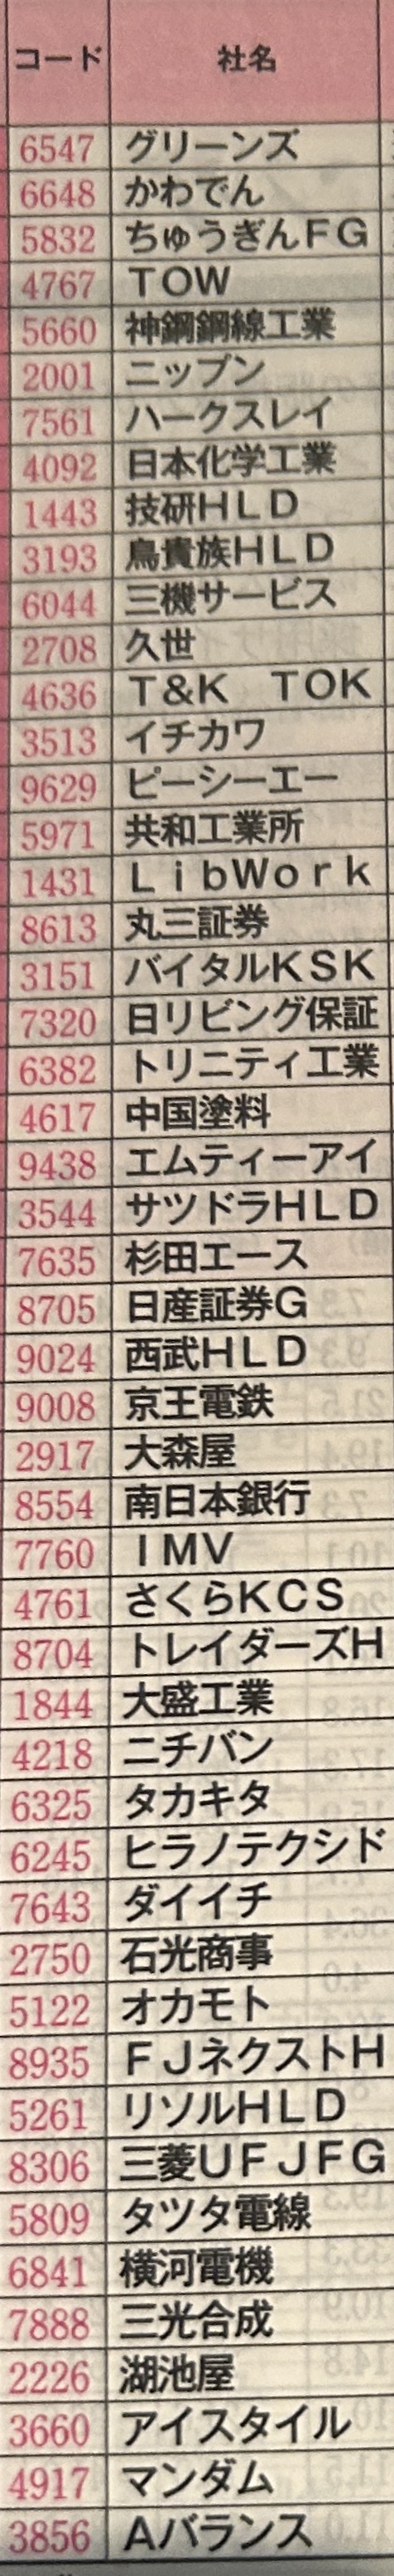 コード 社名
6547 グリーンズ
6648 かわでん
5832 ちゅうぎんFG
4767 TOW
5660 神鋼鋼線工業
2001 ニップン
7561 ハークスレイ
4092 日本化学工業
1443 技研HLD
3193 鳥貴族HLD
6044 三機サービス
2708 久世
4636 T&K TOK
3513 イチカワ
9629 ピーシーエー
5971 共和工業所
1431 LibWork
8613 丸三証券
3151 バイタルKSK
7320 日リビング保証
6382 トリニティ工業
4617 中国塗料
9438 エムティーアイ
3544 サツドラHLD
7635 杉田エース
8705 日産証券G
9024 西武HLD
9008 京王電鉄
2917 大森屋
8554 南日本銀行
7760 IMV
4761 さくらKCS
8704 トレイダーズH
1844 大盛工業
4218 ニチバン
6325 タカキタ
6245 ヒラノテクシド
7643 ダイイチ
2750 石光商事
5122 オカモト
8935 FJネクストH
5261 リソルHLD
8306 三菱UFJFG
5809 タツタ電線
6841 横河電機
7888 三光合成
2226 湖池屋
3660 アイスタイル
4917 マンダム
3856 Aバランス